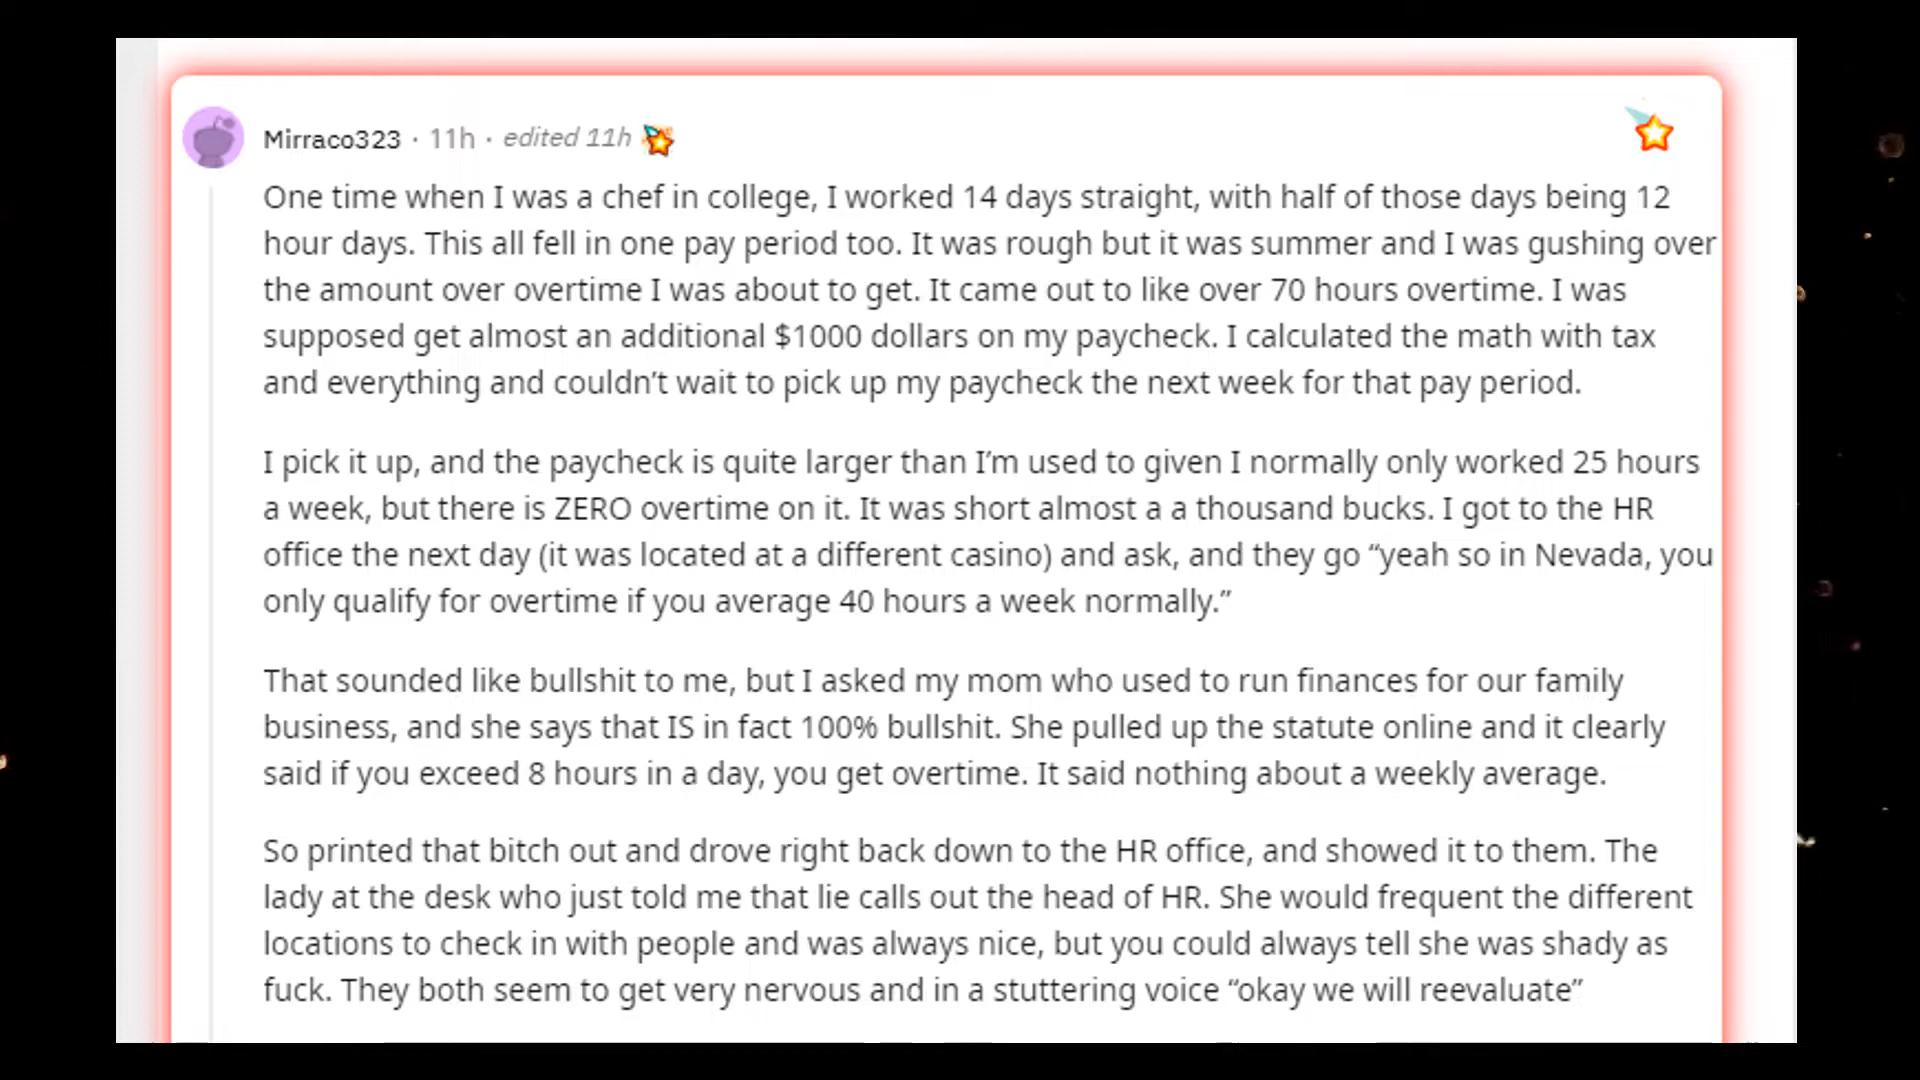 Mirraco323 · 11h · edited 11h
One time when I was a chef in college, I worked 14 days straight, with half of those days being 12
hour days. This all fell in one pay period too. It was rough but it was summer and I was gushing over
the amount over overtime I was about to get. It came out to like over 70 hours overtime. I was
supposed get almost an additional $1000 dollars on my paycheck. I calculated the math with tax
and everything and couldn’t wait to pick up my paycheck the next week for that pay period.
I pick it up, and the paycheck is quite larger than I’m used to given I normally only worked 25 hours
a week, but there is ZERO overtime on it. It was short almost a a thousand bucks. I got to the HR
office the next day (it was located at a different casino) and ask, and they go “yeah so in Nevada, you
only qualify for overtime if you average 40 hours a week normally.”
That sounded like bullshit to me, but I asked my mom who used to run finances for our family
business, and she says that IS in fact 100% bullshit. She pulled up the statute online and it clearly
said if you exceed 8 hours in a day, you get overtime. It said nothing about a weekly average.
So printed that bitch out and drove right back down to the HR office, and showed it to them. The
lady at the desk who just told me that lie calls out the head of HR. She would frequent the different
locations to check in with people and was always nice, but you could always tell she was shady as
fuck. They both seem to get very nervous and in a stuttering voice “okay we will reevaluate”